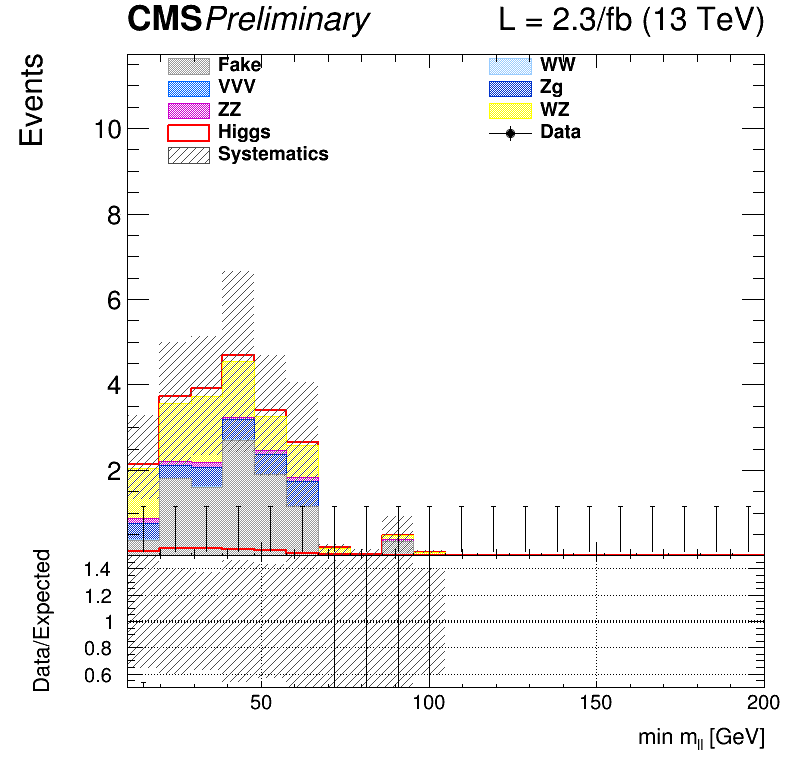 CMS Preliminary L = 2.3/fb (13 TeV)
Events
Fake WW
VVV Zg
ZZ WZ
Higgs Data
Systematics
10
8
6
4
2
Data/Expected
1.4
1.2
1
0.8
0.6
50 100 150 200
min m_ll [GeV]